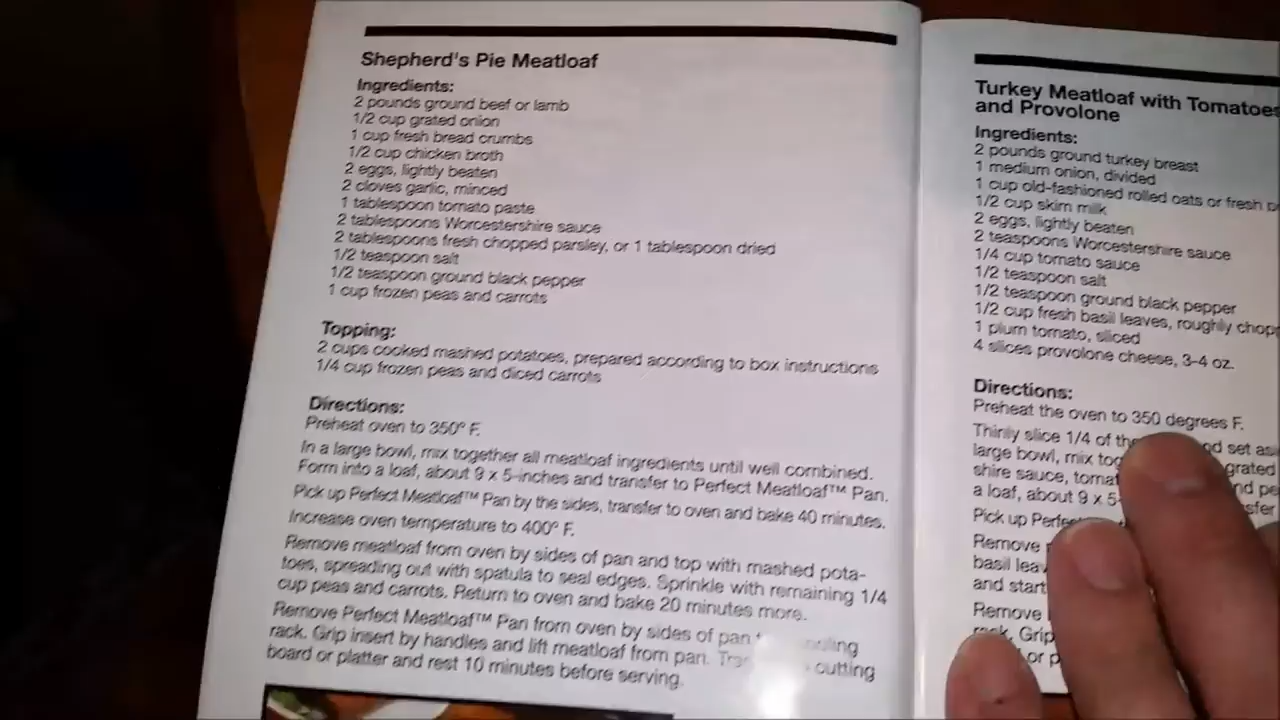 Shepherd's Pie Meatloaf
Ingredients:
2 pounds ground beef or lamb
1/2 cup grated onion
1 cup fresh bread crumbs
1/2 cup chicken broth
2 eggs, lightly beaten
2 cloves garlic, minced
1 tablespoon tomato paste
2 tablespoons Worcestershire sauce
2 tablespoons fresh chopped parsley, or 1 tablespoon dried
1/2 teaspoon salt
1/2 teaspoon ground black pepper
1 cup frozen peas and carrots
Topping:
2 cups cooked mashed potatoes, prepared according to box instructions
1/4 cup frozen peas and diced carrots
Directions:
Preheat oven to 350° F.
In a large bowl, mix together all meatloaf ingredients until well combined.
Form into a loaf, about 9 x 5-inches and transfer to Perfect Meatloaf™ Pan.
Pick up Perfect Meatloaf™ Pan by the sides, transfer to oven and bake 40 minutes.
Increase oven temperature to 400° F.
Remove meatloaf from oven by sides of pan and top with mashed pota-
toes, spreading out with spatula to seal edges. Sprinkle with remaining 1/4
cup peas and carrots. Return to oven and bake 20 minutes more.
Remove Perfect Meatloaf™ Pan from oven by sides of pan
rack. Grip insert by handles and lift meatloaf from pan. cutting
board or platter and rest 10 minutes before serving.
Turkey Meatloaf with Tomatoes
and Provolone
Ingredients:
2 pounds ground turkey breast
1 medium onion, divided
1 cup old-fashioned rolled oats or fresh
1/2 cup skim milk
2 eggs, lightly beaten
2 teaspoons Worcestershire sauce
1/4 cup tomato sauce
1/2 teaspoon salt
1/2 teaspoon ground black pepper
1/2 cup fresh basil leaves, roughly
1 plum tomato, sliced
4 slices provolone cheese, 3-4 oz.
Directions:
Preheat the oven to 350 degrees F.
Thinly slice 1/4 of the set
large bowl, mix grated
shire sauce,
a loaf, about 9 x
Pick up
Remove
basil
and
Remove
rack. Grip
or